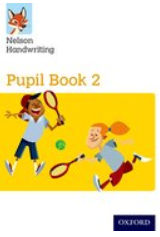 Nelson
Handwriting
Pupil Book 2
OXFORD